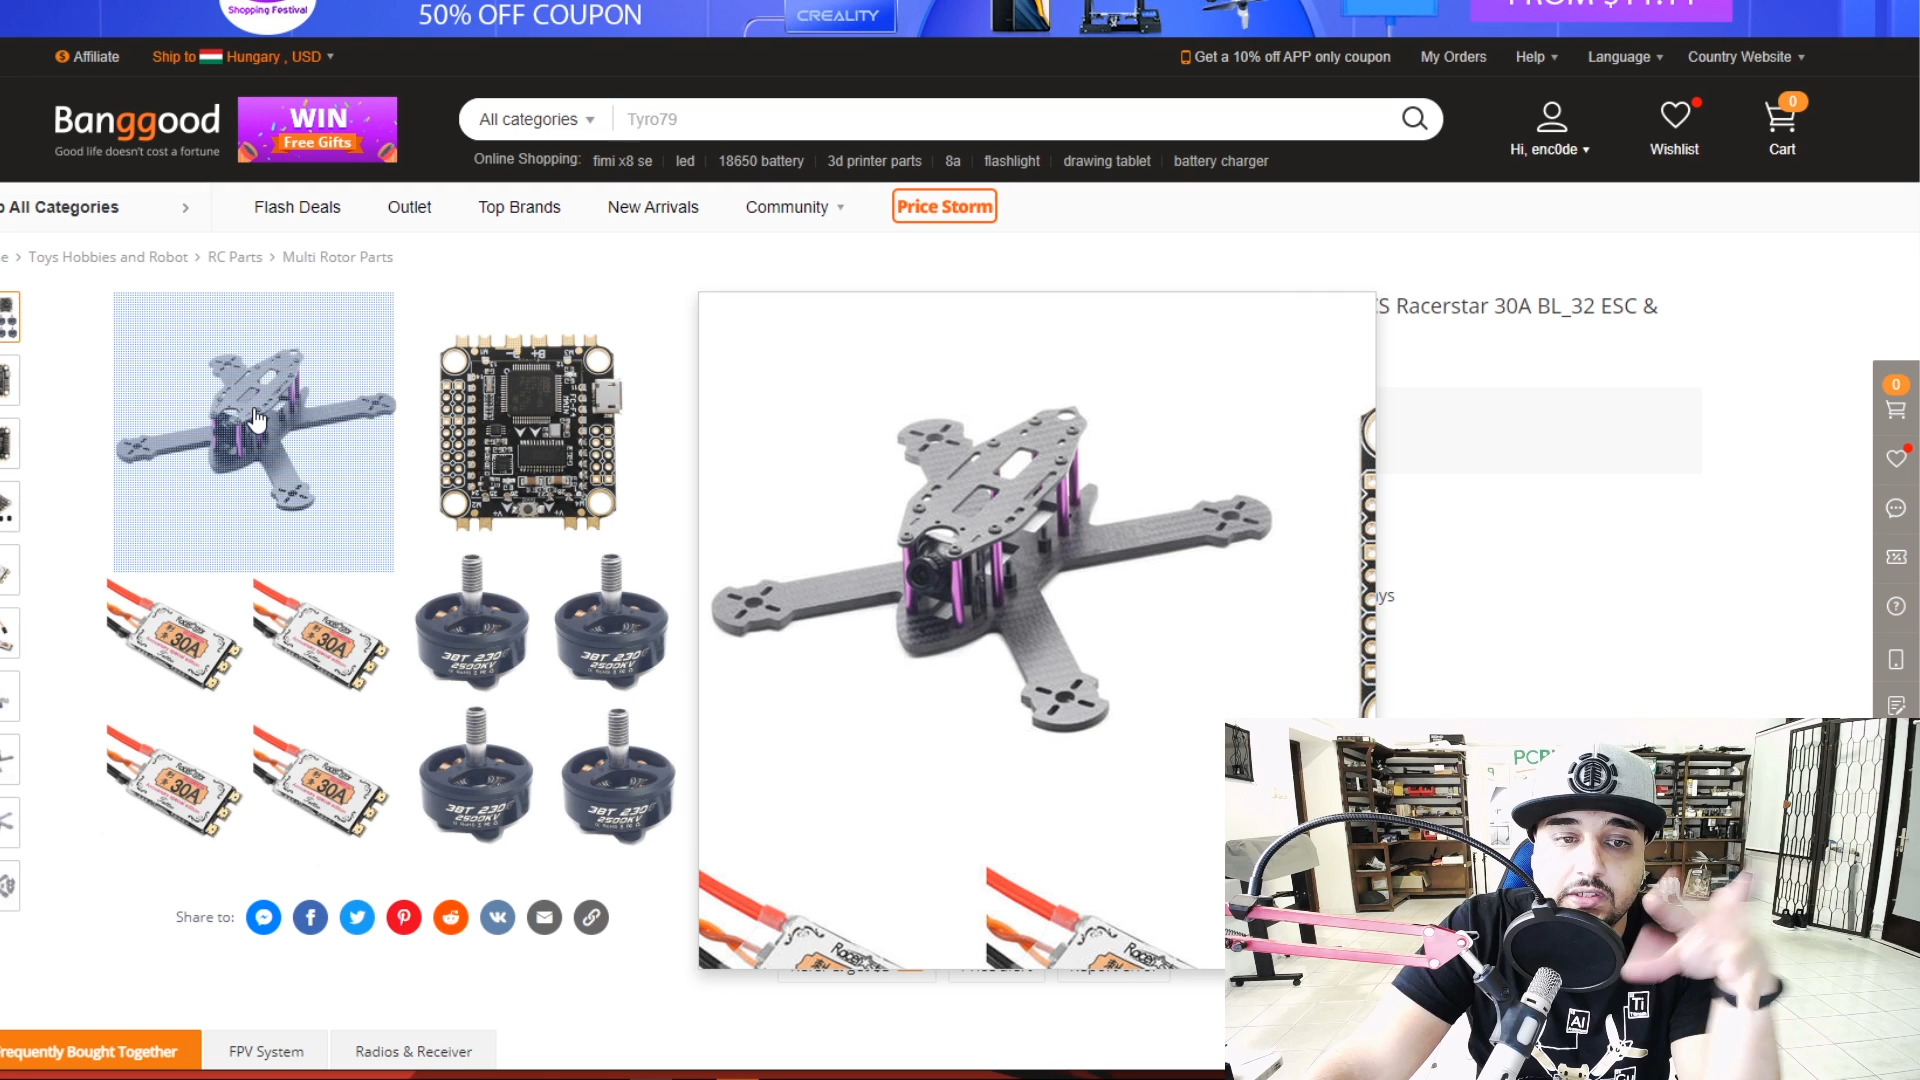 Shopping Festival
50% OFF COUPON
CREALITY
Affiliate
Ship to Hungary , USD
Get a 10% off APP only coupon
My Orders
Help
Language
Country Website
Banggood
Good life doesn't cost a fortune
WIN
Free Gifts
All categories
Tyro79
Online Shopping:
fimi x8 se
led
18650 battery
3d printer parts
8a
flashlight
drawing tablet
battery charger
Hi, enc0de
Wishlist
0
Cart
All Categories
Flash Deals
Outlet
Top Brands
New Arrivals
Community
Price Storm
Toys Hobbies and Robot > RC Parts > Multi Rotor Parts
Racerstar 30A BL_32 ESC &
0
30A
30A
2500KV
2500KV
30A
30A
2500KV
2500KV
Share to:
Frequently Bought Together
FPV System
Radios & Receiver
Al
Ti